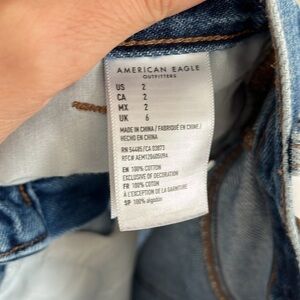 AMERICAN EAGLE
OUTFITTERS
US 2
CA 2
MX 2
UK 6
MADE IN CHINA / FABRIQUÉ EN CHINE /
HECHO EN CHINA
RN 54485/CA 03873
EN 100% COTTON
EXCLUSIVE OF DECORATION
FR 100% COTON
À L'EXCEPTION DE LA GARNITURE
SP 100% algodón